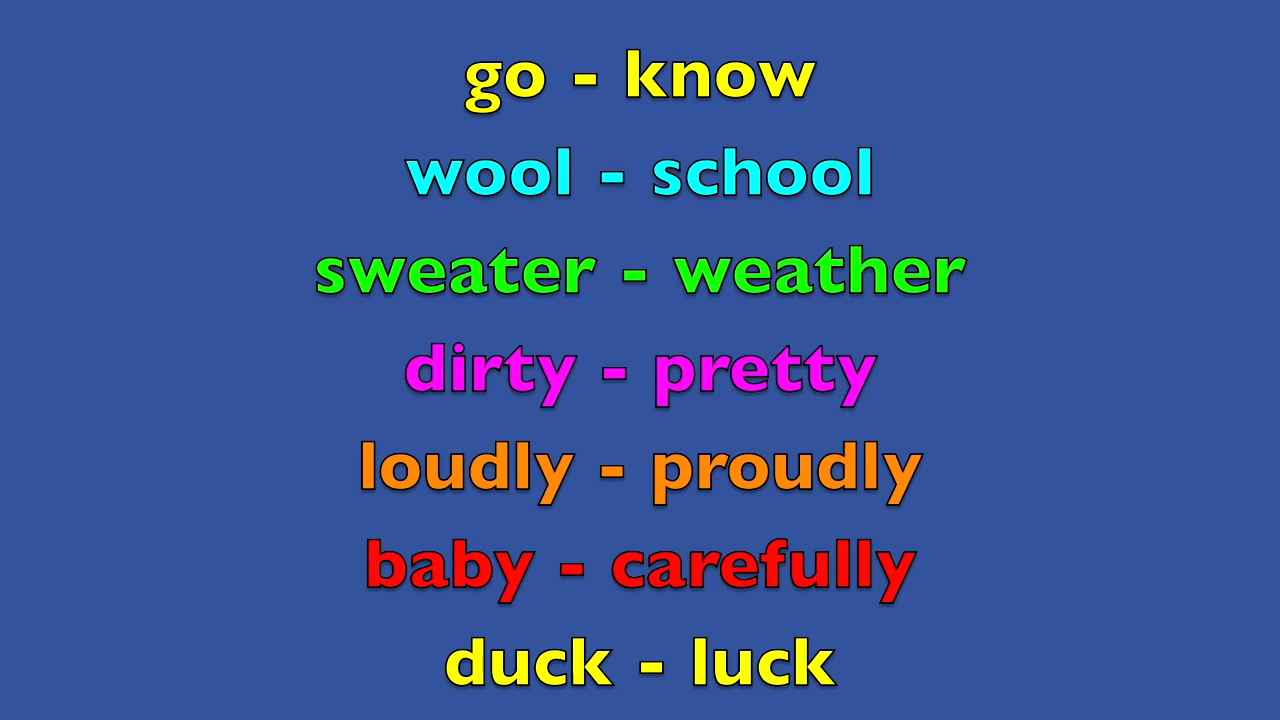 go - know
wool - school
sweater - weather
dirty - pretty
loudly - proudly
baby - carefully
duck - luck